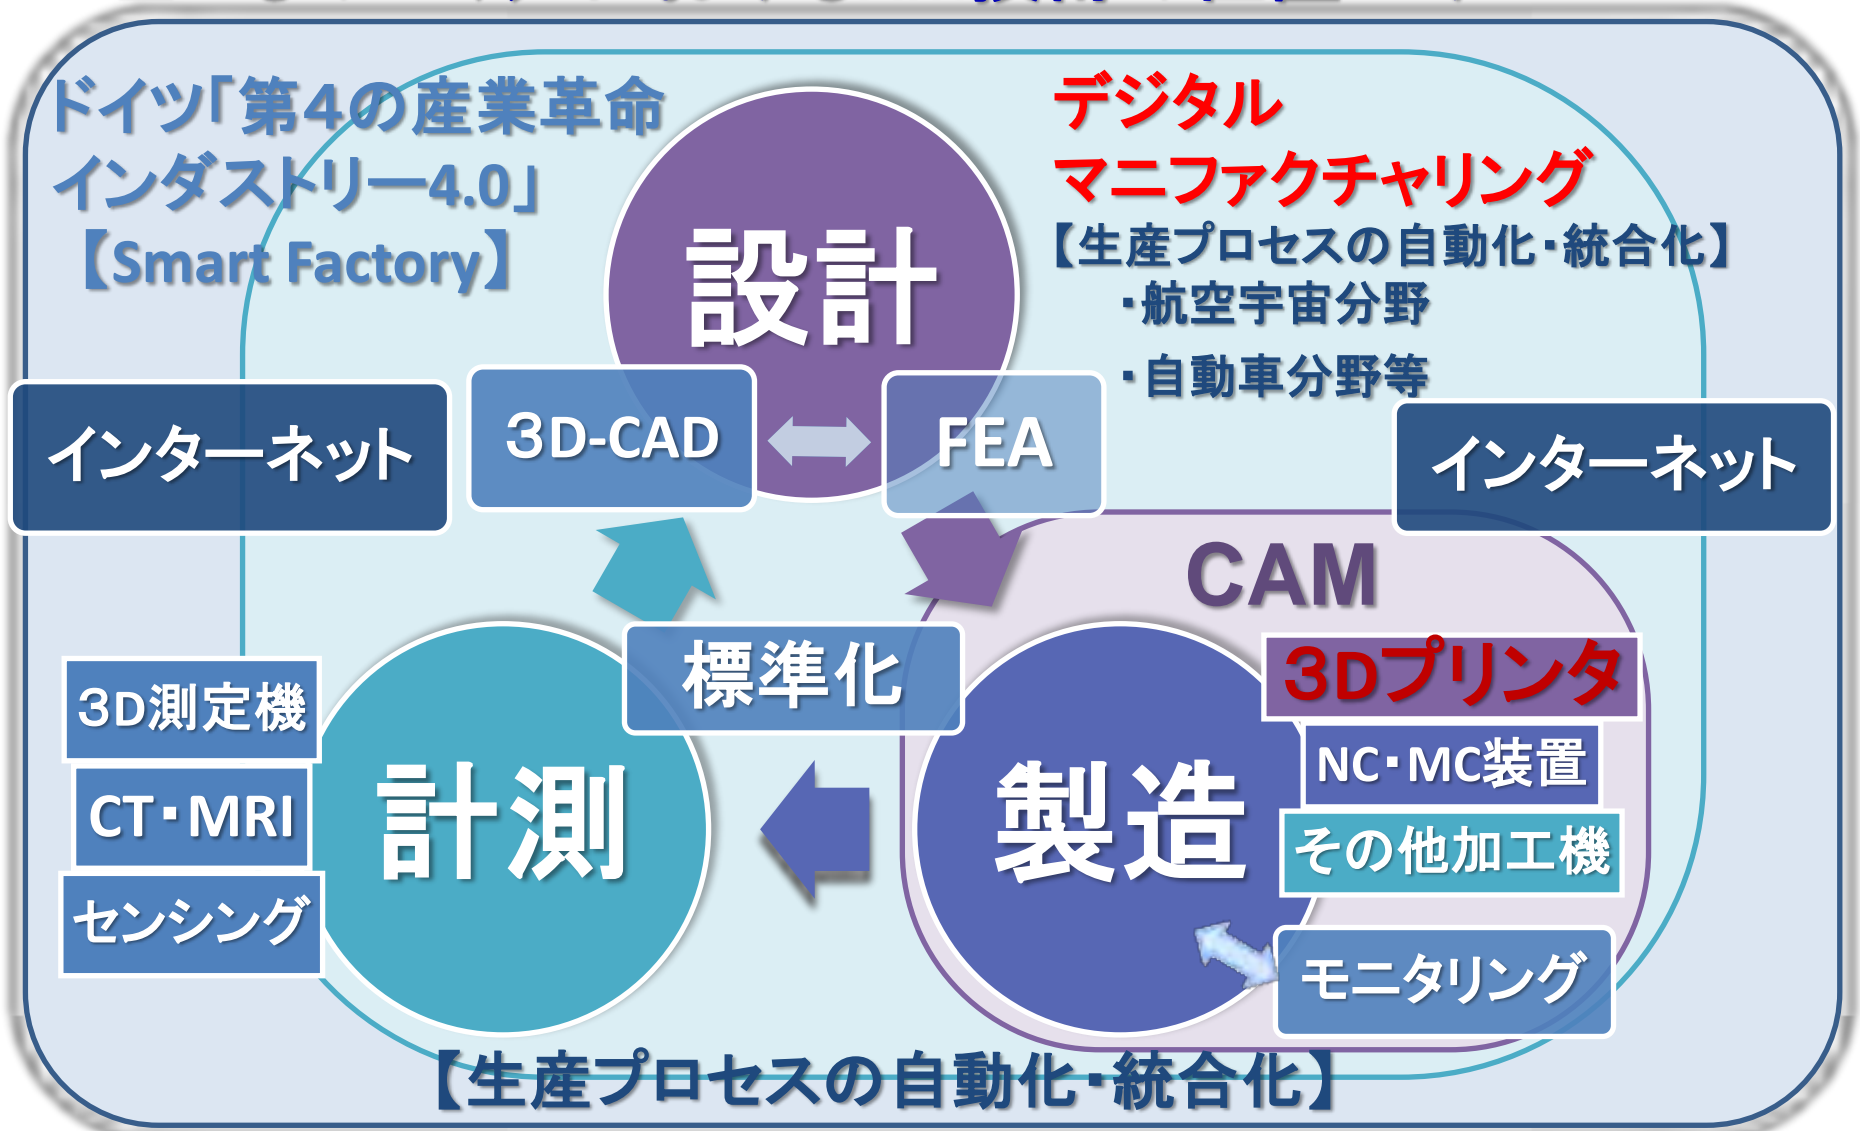 ドイツ「第４の産業革命
インダストリー4.0」
【Smart Factory】
デジタル
マニファクチャリング
【生産プロセスの自動化・統合化】
・航空宇宙分野
・自動車分野等
設計
インターネット
３D-CAD
FEA
インターネット
CAM
標準化
３Dプリンタ
３D測定機
NC・MC装置
CT・MRI
計測
製造
その他加工機
センシング
モニタリング
【生産プロセスの自動化・統合化】